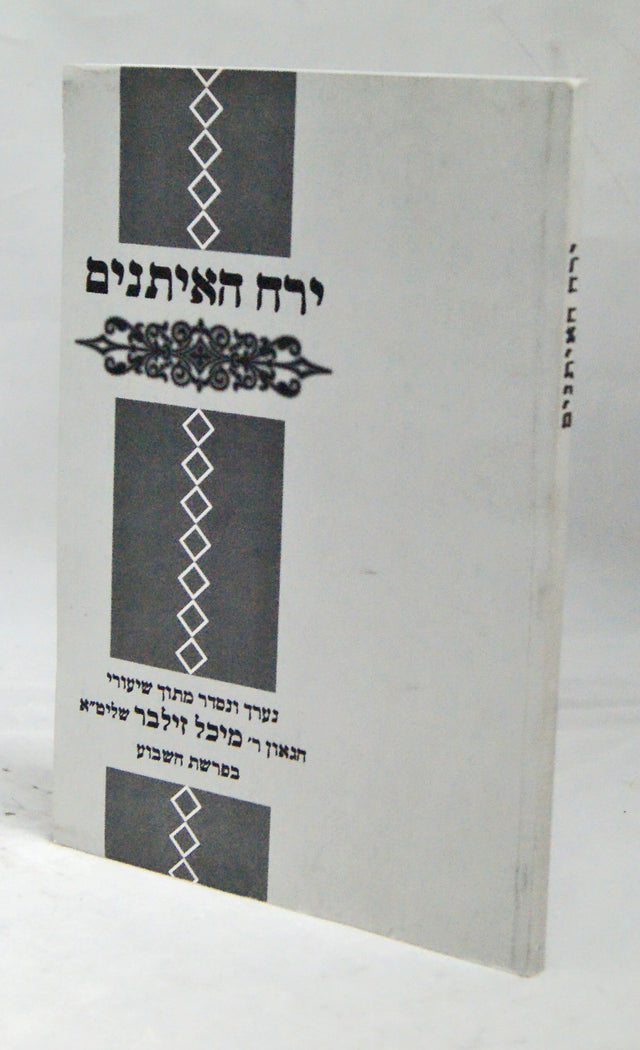 ירח האיתנים
נערך ונסדר מתוך שיעורי
הגאון ר׳ מיכל זילבר שליט״א
בפרשת השבוע
ירח האיתנים